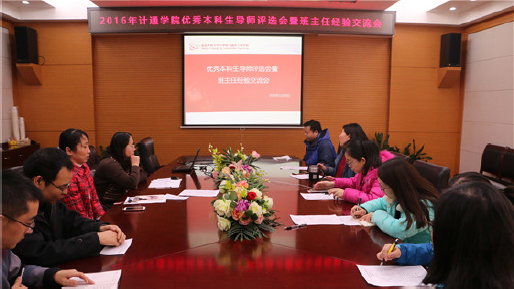 2016年计通学院优秀本科生导师评选会暨班主任经验交流会
优秀本科生导师评选会暨
班主任经验交流会